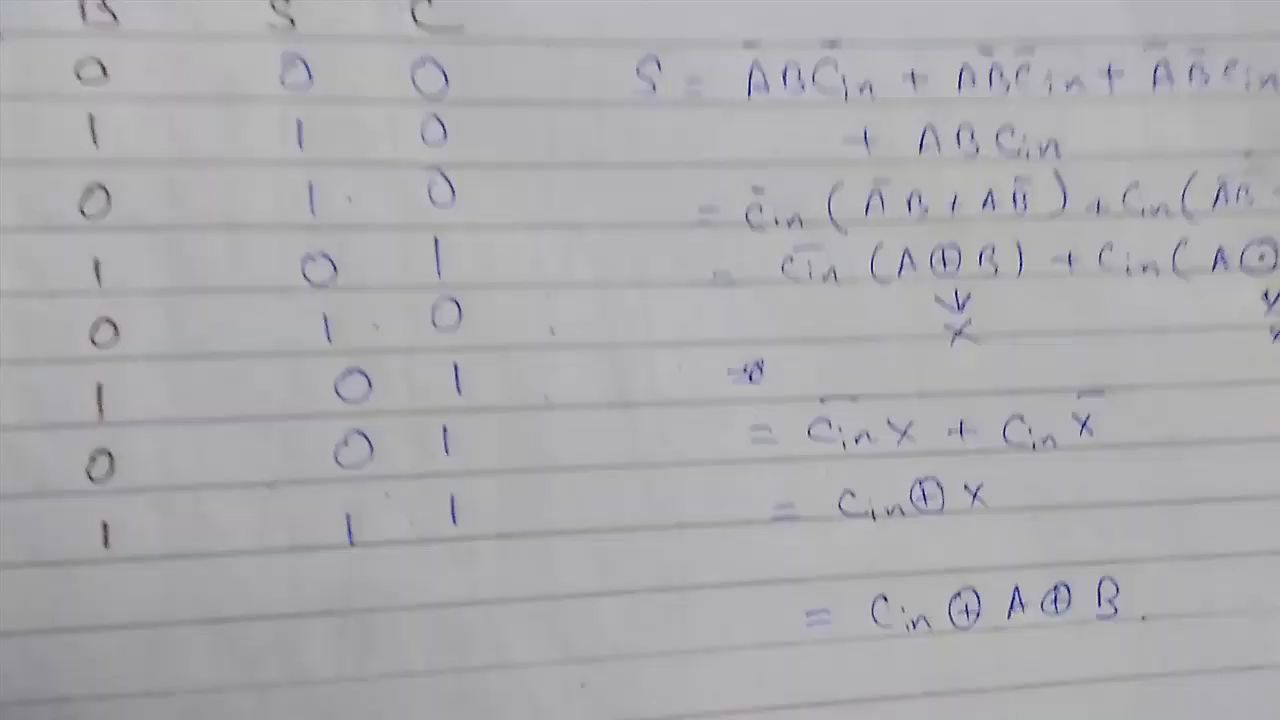 B S C
0 0 0
1 1 0
0 1 0
1 0 1
0 1 0
1 0 1
0 0 1
1 1 1
S = A̅BC̅in + AB̅C̅in + A̅B̅Cin
+ ABCin
= C̅in (A̅B + AB̅) + Cin(A̅B̅
= C̅in (A⊕B) + Cin(A⊙
↓
X
= C̅in X + Cin X̅
= Cin⊕X
= Cin⊕A⊕B.